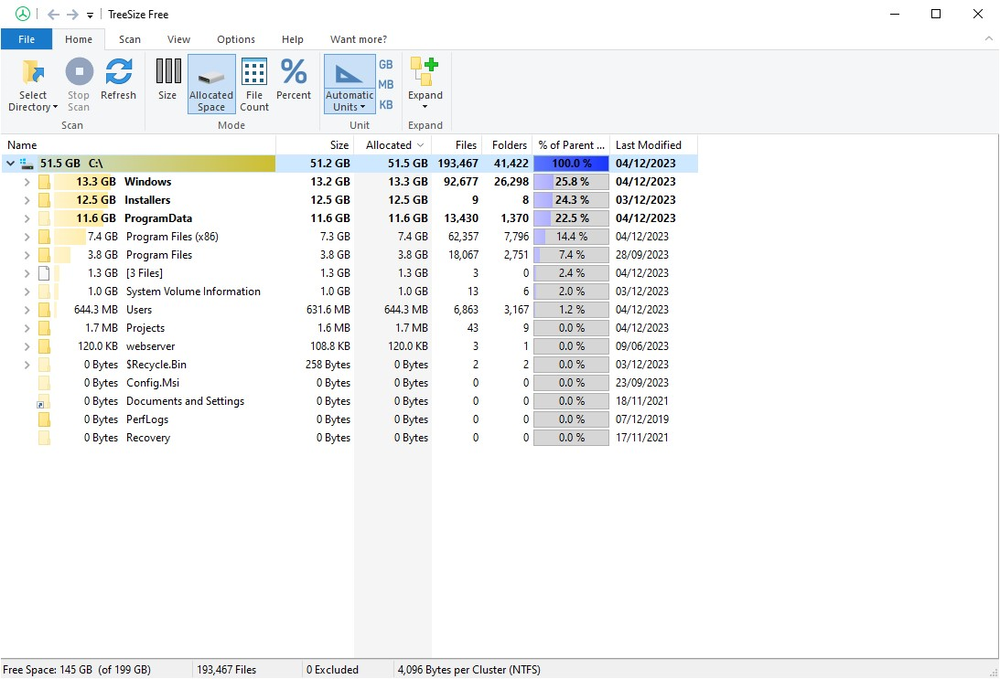 TreeSize Free
File Home Scan View Options Help Want more?
Select Directory Stop Scan Refresh Size Allocated Space File Count Percent Automatic Units GB MB KB Expand
Scan Mode Unit Expand
Name Size Allocated Files Folders % of Parent ... Last Modified
51.5 GB C:\ 51.2 GB 51.5 GB 193,467 41,422 100.0 % 04/12/2023
13.3 GB Windows 13.2 GB 13.3 GB 92,677 26,298 25.8 % 04/12/2023
12.5 GB Installers 12.5 GB 12.5 GB 9 8 24.3 % 03/12/2023
11.6 GB ProgramData 11.6 GB 11.6 GB 13,430 1,370 22.5 % 04/12/2023
7.4 GB Program Files (x86) 7.3 GB 7.4 GB 62,357 7,796 14.4 % 04/12/2023
3.8 GB Program Files 3.8 GB 3.8 GB 18,067 2,751 7.4 % 28/09/2023
1.3 GB [3 Files] 1.3 GB 1.3 GB 3 0 2.4 % 04/12/2023
1.0 GB System Volume Information 1.0 GB 1.0 GB 13 6 2.0 % 03/12/2023
644.3 MB Users 631.6 MB 644.3 MB 6,863 3,167 1.2 % 04/12/2023
1.7 MB Projects 1.6 MB 1.7 MB 43 9 0.0 % 04/12/2023
120.0 KB webserver 108.8 KB 120.0 KB 3 1 0.0 % 09/06/2023
0 Bytes $Recycle.Bin 258 Bytes 0 Bytes 2 2 0.0 % 03/12/2023
0 Bytes Config.Msi 0 Bytes 0 Bytes 0 0 0.0 % 23/09/2023
0 Bytes Documents and Settings 0 Bytes 0 Bytes 0 0 0.0 % 18/11/2021
0 Bytes PerfLogs 0 Bytes 0 Bytes 0 0 0.0 % 07/12/2019
0 Bytes Recovery 0 Bytes 0 Bytes 0 0 0.0 % 17/11/2021
Free Space: 145 GB (of 199 GB) 193,467 Files 0 Excluded 4,096 Bytes per Cluster (NTFS)